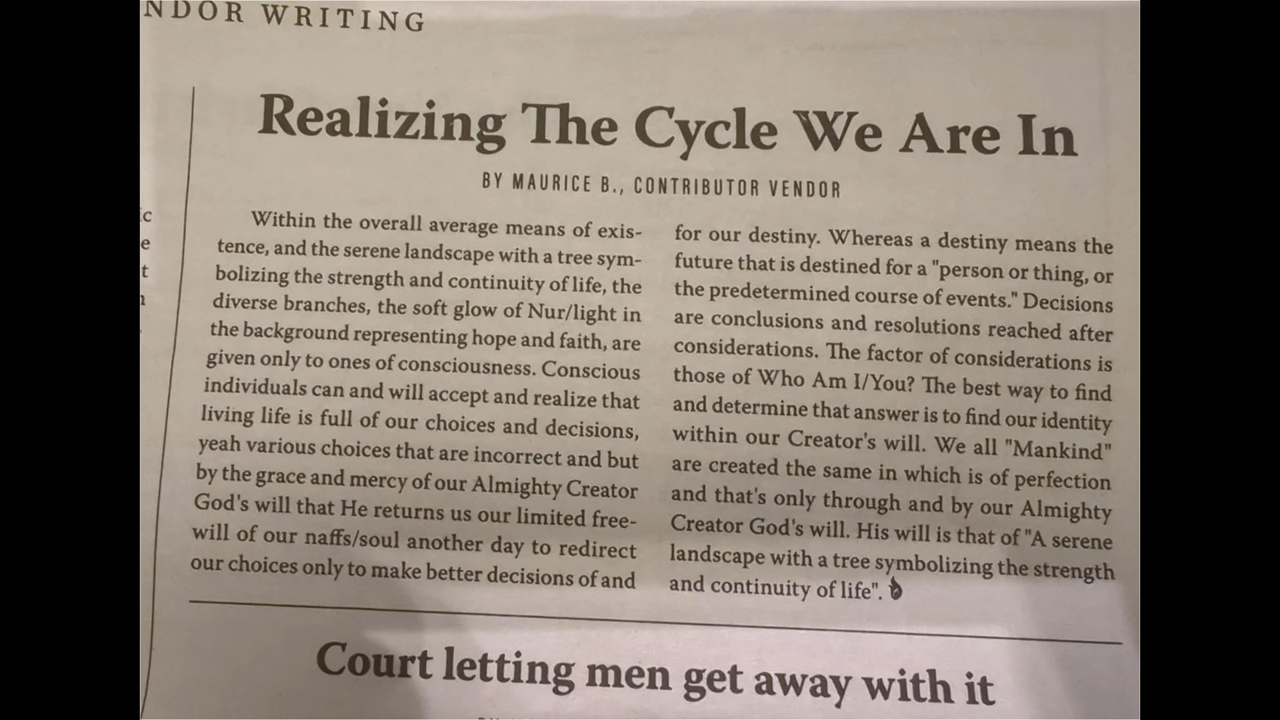 NDOR WRITING
Realizing The Cycle We Are In
BY MAURICE B., CONTRIBUTOR VENDOR
Within the overall average means of exis-
tence, and the serene landscape with a tree sym-
bolizing the strength and continuity of life, the
diverse branches, the soft glow of Nur/light in
the background representing hope and faith, are
given only to ones of consciousness. Conscious
individuals can and will accept and realize that
living life is full of our choices and decisions,
yeah various choices that are incorrect and but
by the grace and mercy of our Almighty Creator
God's will that He returns us our limited free-
will of our naffs/soul another day to redirect
our choices only to make better decisions of and
for our destiny. Whereas a destiny means the
future that is destined for a "person or thing, or
the predetermined course of events." Decisions
are conclusions and resolutions reached after
considerations. The factor of considerations is
those of Who Am I/You? The best way to find
and determine that answer is to find our identity
within our Creator's will. We all "Mankind"
are created the same in which is of perfection
and that's only through and by our Almighty
Creator God's will. His will is that of "A serene
landscape with a tree symbolizing the strength
and continuity of life".
Court letting men get away with it